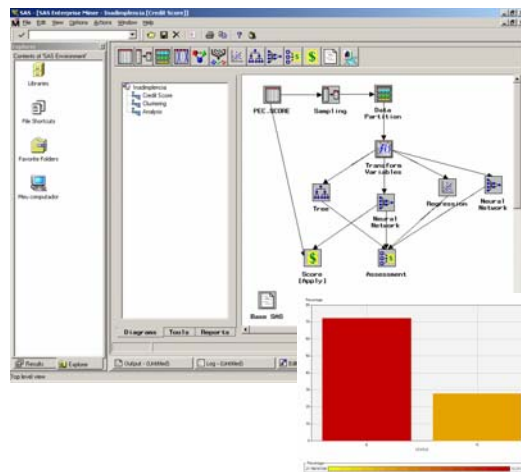 SAS - [SAS Enterprise Miner - Inadimplencia [Credit Score]]
File Edit View Options Actions Window Help
Explorer
Contents of 'SAS Environment'
Libraries
File Shortcuts
Favorite Folders
Meu computador
Inadimplencia
Credit Score
Clustering
Analysis
PEC.SCORE
Sampling
Data
Partition
Transform
Variables
Tree
Neural
Network
Regression
Neural
Network
Score
[Apply]
Assessment
Base SAS
Diagrams Tools Reports
Results Explorer
Output - (Untitled) Log - (Untitled)
Top level view
Percentage
Percentage